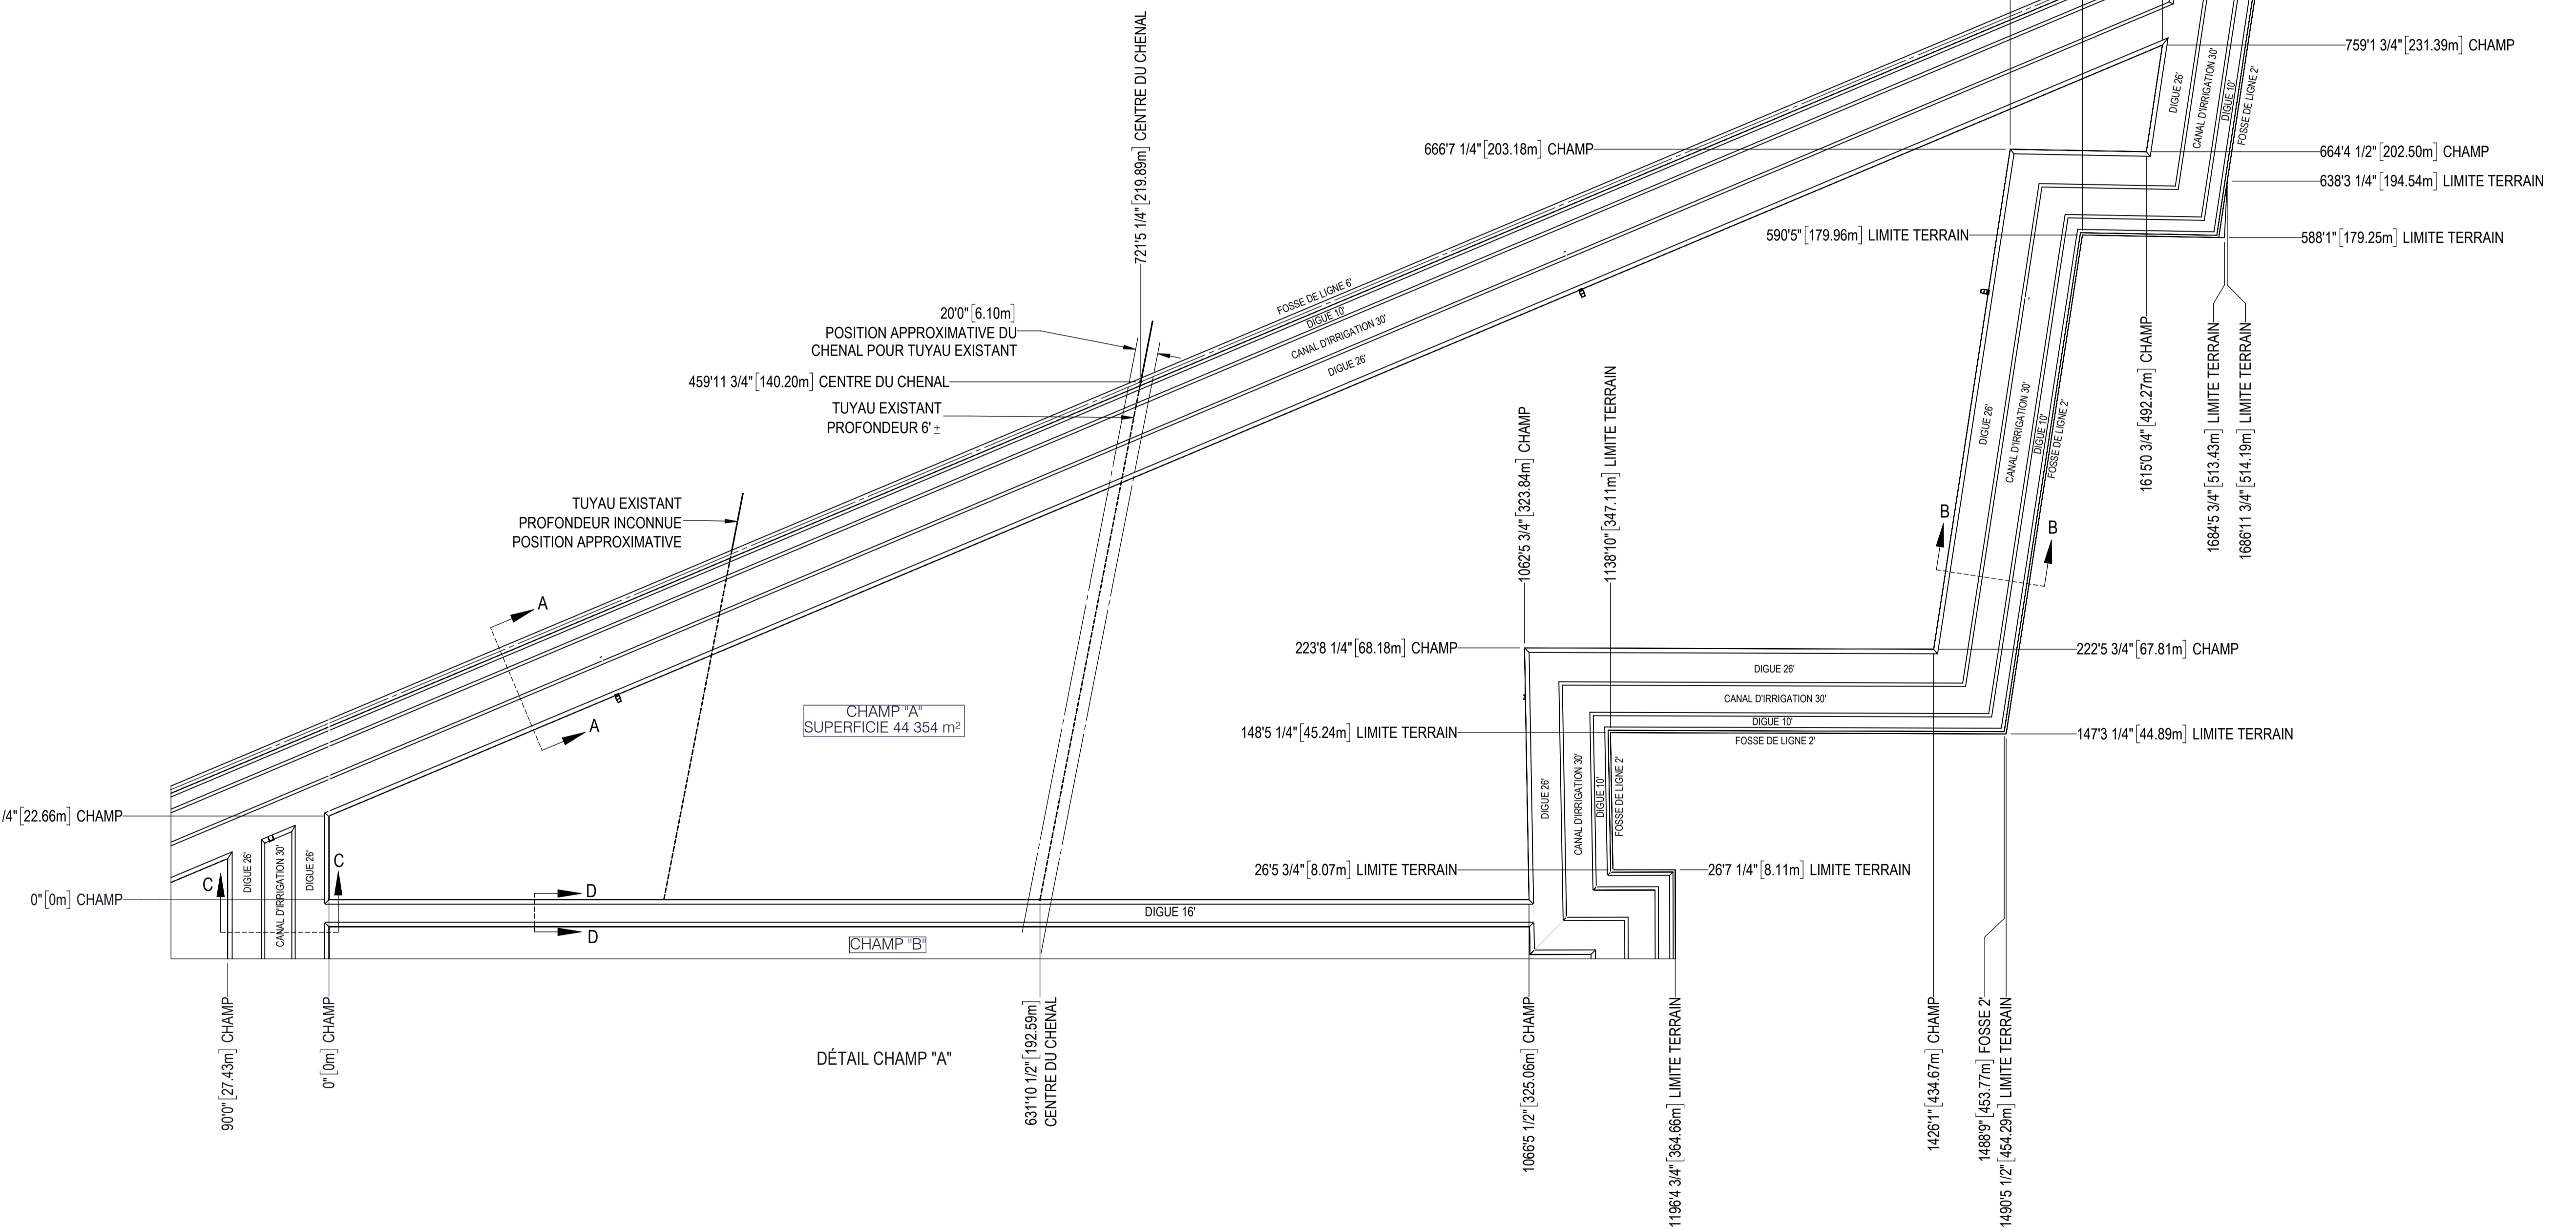 721'5 1/4" [219.89m] CENTRE DU CHENAL
759'1 3/4" [231.39m] CHAMP
DIGUE 26'
CANAL D'IRRIGATION 30'
DIGUE 10'
FOSSE DE LIGNE 2'
666'7 1/4" [203.18m] CHAMP
664'4 1/2" [202.50m] CHAMP
638'3 1/4" [194.54m] LIMITE TERRAIN
590'5" [179.96m] LIMITE TERRAIN
588'1" [179.25m] LIMITE TERRAIN
20'0" [6.10m]
POSITION APPROXIMATIVE DU
CHENAL POUR TUYAU EXISTANT
FOSSE DE LIGNE 6'
DIGUE 10'
CANAL D'IRRIGATION 30'
DIGUE 26'
459'11 3/4" [140.20m] CENTRE DU CHENAL
TUYAU EXISTANT
PROFONDEUR 6' ±
1615'0 3/4" [492.27m] CHAMP
1684'5 3/4" [513.43m] LIMITE TERRAIN
1686'11 3/4" [514.19m] LIMITE TERRAIN
1062'5 3/4" [323.84m] CHAMP
1138'10" [347.11m] LIMITE TERRAIN
DIGUE 26'
CANAL D'IRRIGATION 30'
DIGUE 10'
FOSSE DE LIGNE 2'
TUYAU EXISTANT
PROFONDEUR INCONNUE
POSITION APPROXIMATIVE
B
B
A
A
223'8 1/4" [68.18m] CHAMP
222'5 3/4" [67.81m] CHAMP
DIGUE 26'
CANAL D'IRRIGATION 30'
DIGUE 10'
FOSSE DE LIGNE 2'
CHAMP "A"
SUPERFICIE 44 354 m²
148'5 1/4" [45.24m] LIMITE TERRAIN
147'3 1/4" [44.89m] LIMITE TERRAIN
DIGUE 26'
CANAL D'IRRIGATION 30'
DIGUE 10'
FOSSE DE LIGNE 2'
/4" [22.66m] CHAMP
26'5 3/4" [8.07m] LIMITE TERRAIN
26'7 1/4" [8.11m] LIMITE TERRAIN
C
DIGUE 26'
CANAL D'IRRIGATION 30'
DIGUE 26'
C
0" [0m] CHAMP
D
D
DIGUE 16'
CHAMP "B"
90'0" [27.43m] CHAMP
0" [0m] CHAMP
631'10 1/2" [192.59m]
CENTRE DU CHENAL
1066'5 1/2" [325.06m] CHAMP
1196'4 3/4" [364.66m] LIMITE TERRAIN
1426'1" [434.67m] CHAMP
1488'9" [453.77m] FOSSE 2'
1490'5 1/2" [454.29m] LIMITE TERRAIN
DÉTAIL CHAMP "A"